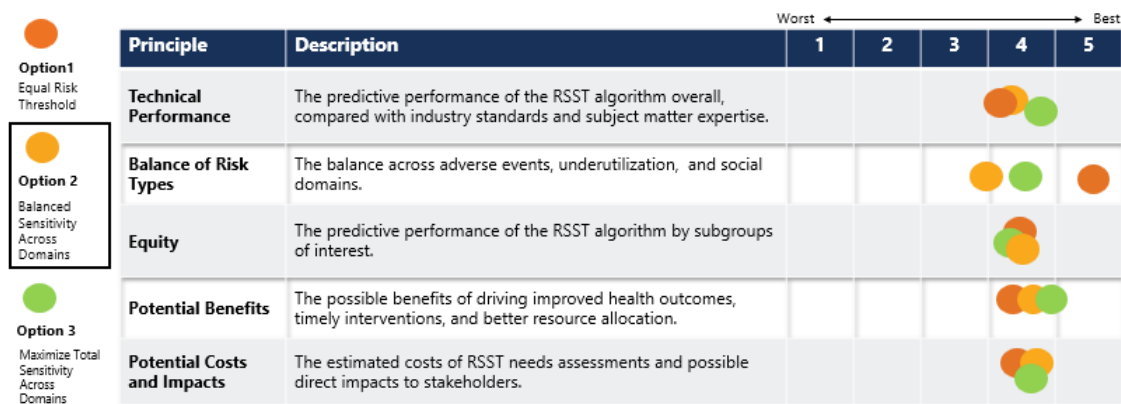 Worst Best
Principle Description 1 2 3 4 5
Option1
Equal Risk
Threshold
Option 2
Balanced
Sensitivity
Across
Domains
Option 3
Maximize Total
Sensitivity
Across
Domains
Technical
Performance
The predictive performance of the RSST algorithm overall,
compared with industry standards and subject matter expertise.
Balance of Risk
Types
The balance across adverse events, underutilization, and social
domains.
Equity
The predictive performance of the RSST algorithm by subgroups
of interest.
Potential Benefits
The possible benefits of driving improved health outcomes,
timely interventions, and better resource allocation.
Potential Costs
and Impacts
The estimated costs of RSST needs assessments and possible
direct impacts to stakeholders.